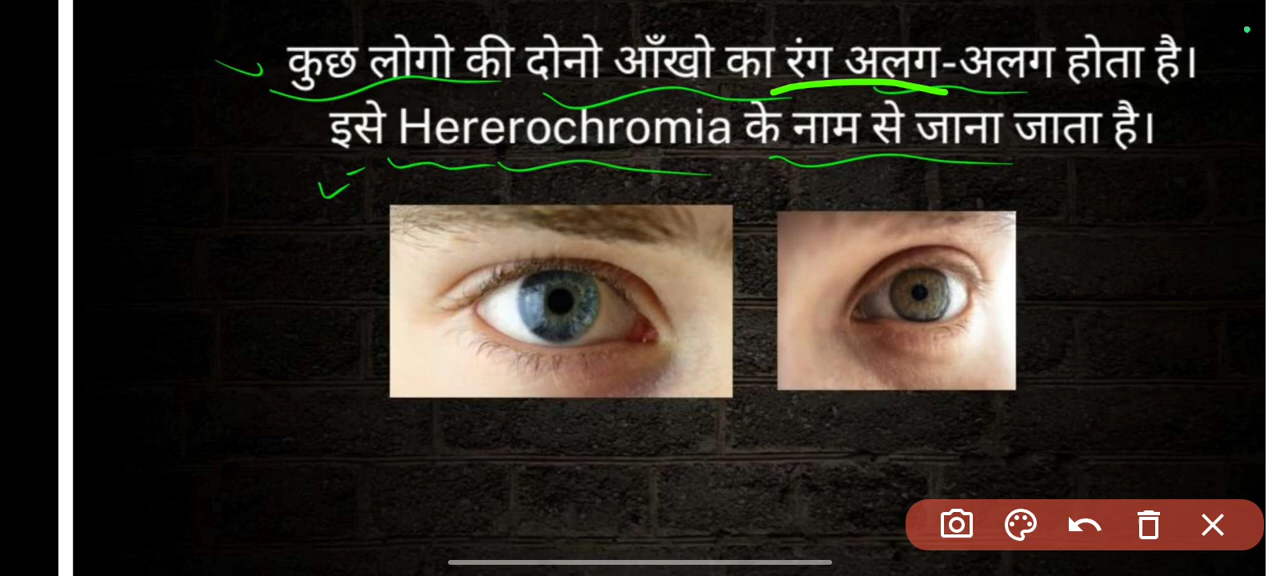 कुछ लोगो की दोनो आँखो का रंग अलग-अलग होता है।
इसे Hererochromia के नाम से जाना जाता है।